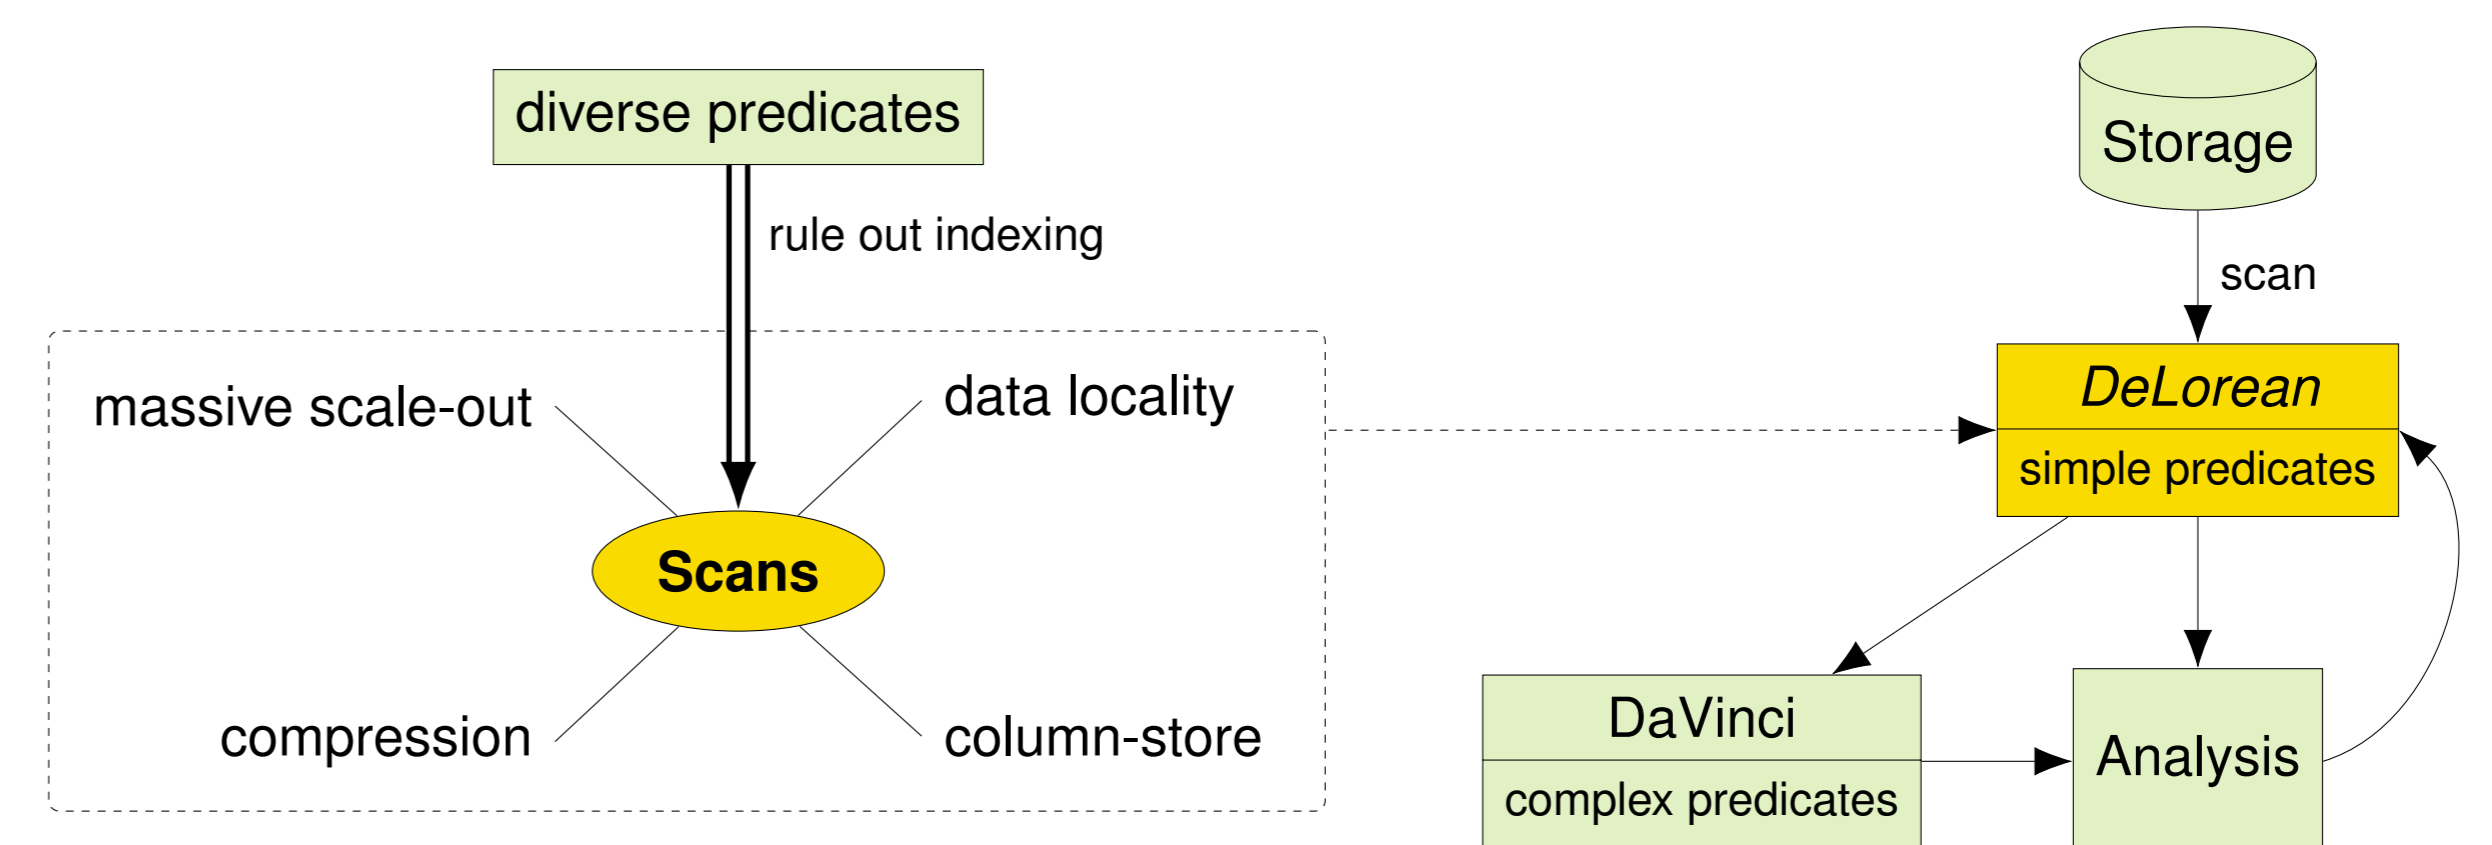 diverse predicates
rule out indexing
massive scale-out
data locality
Scans
compression
column-store
Storage
scan
DeLorean
simple predicates
DaVinci
complex predicates
Analysis